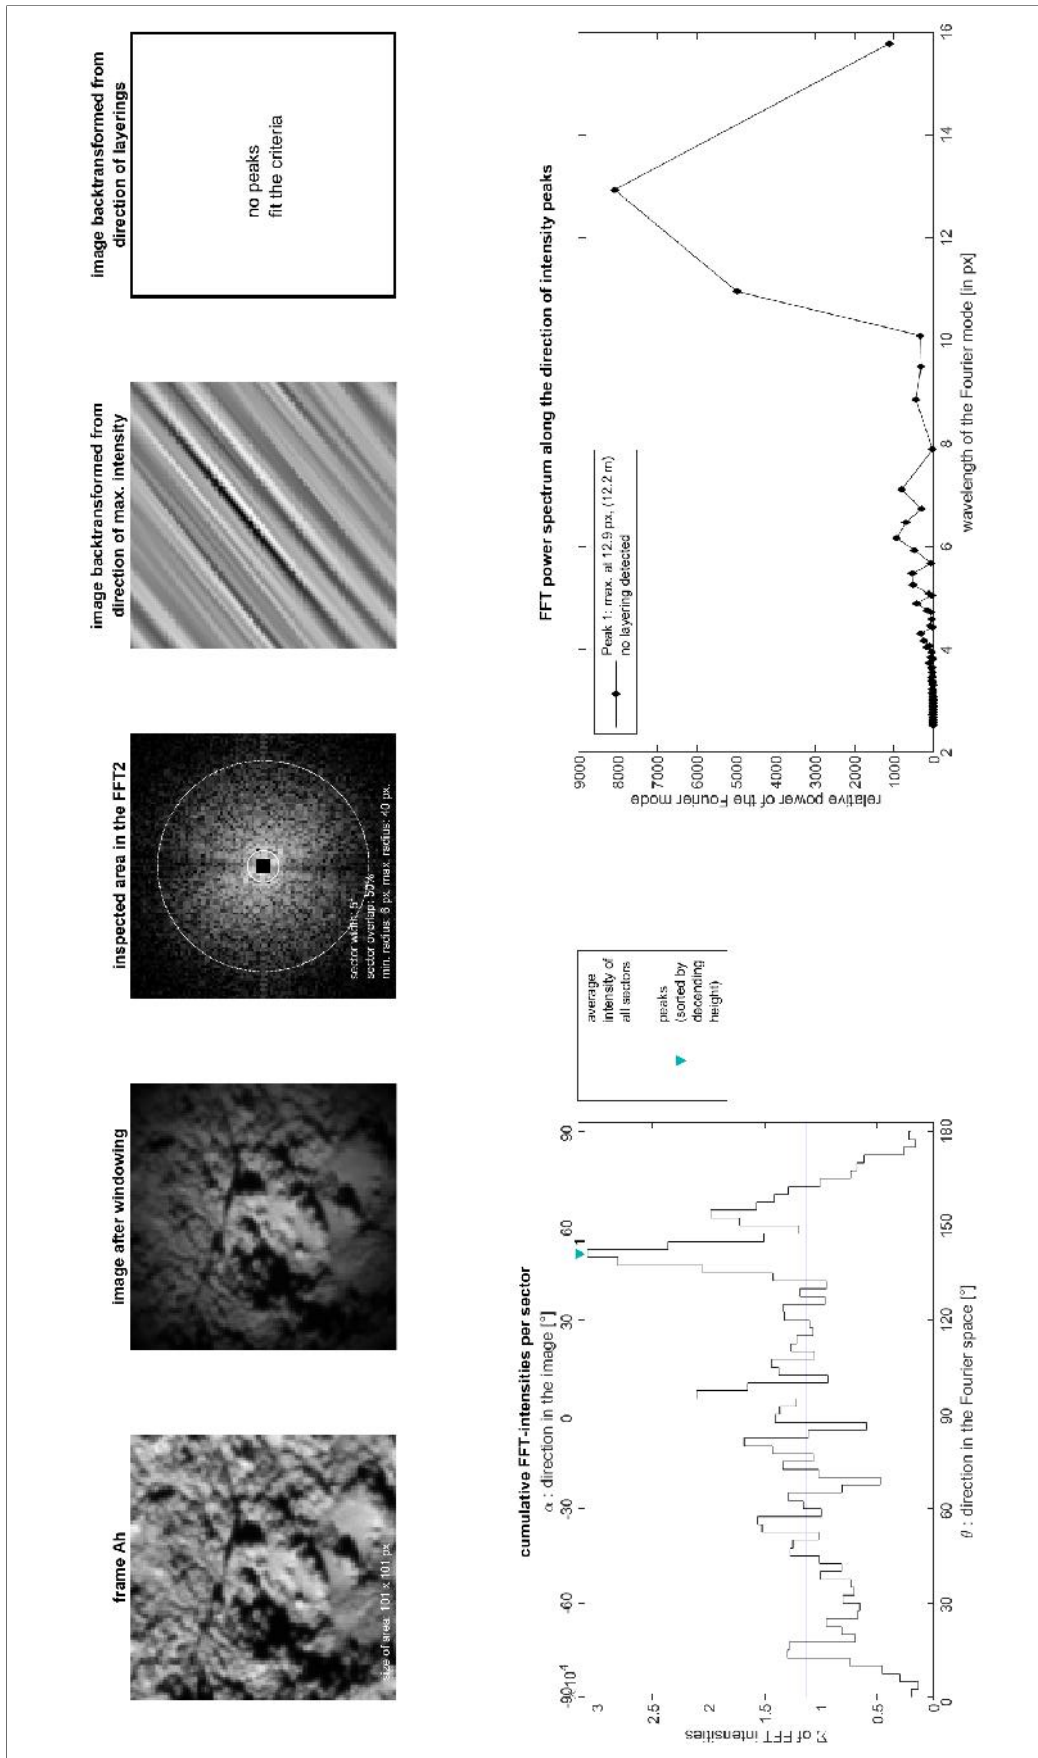 frame Ah
size of area: 101 x 101 px
image after windowing
inspected area in the FFT2
sector width: 5°
sector overlap: 50%
min. radius: 6 px, max. radius: 40 px.
image backtransformed from
direction of max. intensity
image backtransformed from
direction of layerings
no peaks
fit the criteria
cumulative FFT-intensities per sector
α : direction in the image [°]
-90 -60 -30 0 30 60 90
10⁴
3
2.5
2
1.5
1
0.5
0
Σ of FFT intensities
1
0 30 60 90 120 150 180
θ : direction in the Fourier space [°]
average
intensity of
all sectors
peaks
(sorted by
decending
height)
FFT power spectrum along the direction of intensity peaks
9000
8000
7000
6000
5000
4000
3000
2000
1000
0
relative power of the Fourier mode
Peak 1: max. at 12.9 px, (12.2 m)
no layering detected
2 4 6 8 10 12 14 16
wavelength of the Fourier mode [in px]